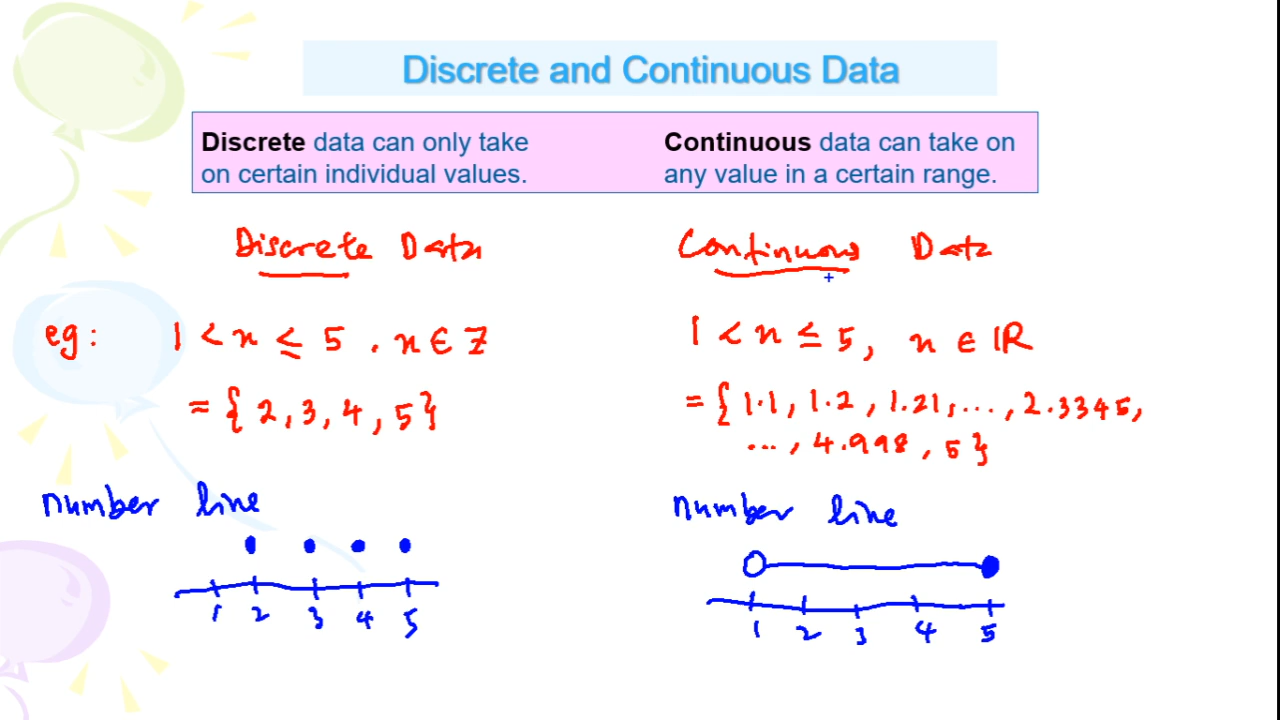 Discrete and Continuous Data
Discrete data can only take
on certain individual values.
Continuous data can take on
any value in a certain range.
Discrete Data
eg: 1 < n ≤ 5 . n ∈ Z
= { 2, 3, 4, 5}
number line
1 2 3 4 5
Continuous Data
1 < n ≤ 5, n ∈ ℝ
= { 1.1, 1.2, 1.21, ..., 2.3345,
..., 4.998, 5}
number line
1 2 3 4 5